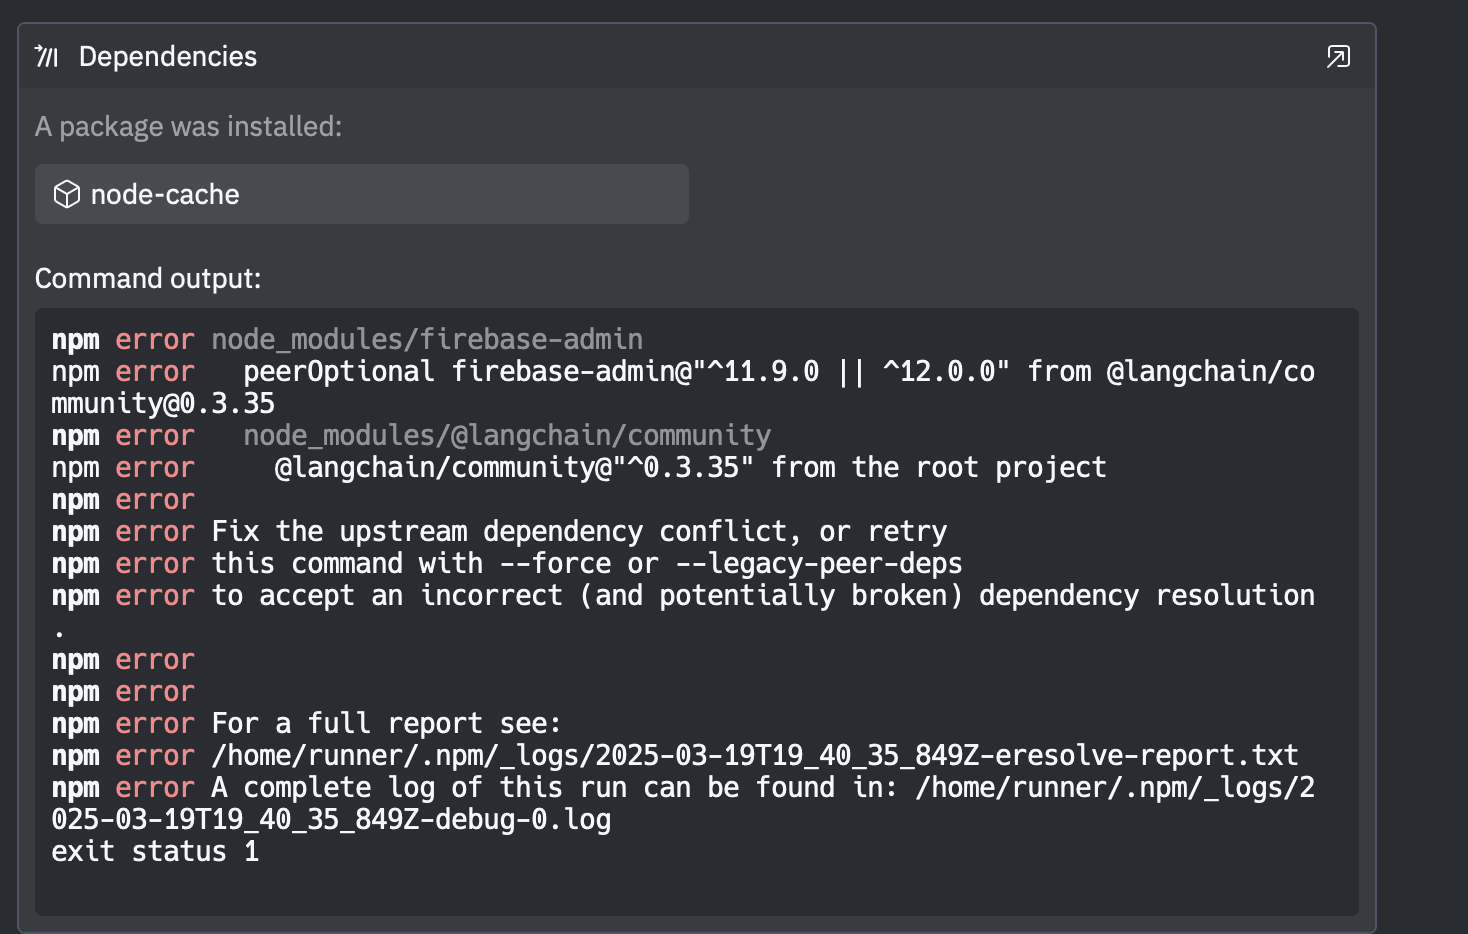 Dependencies
A package was installed:
node-cache
Command output:
npm error node_modules/firebase-admin
npm error   peerOptional firebase-admin@"^11.9.0 || ^12.0.0" from @langchain/co
mmunity@0.3.35
npm error   node_modules/@langchain/community
npm error     @langchain/community@"^0.3.35" from the root project
npm error
npm error Fix the upstream dependency conflict, or retry
npm error this command with --force or --legacy-peer-deps
npm error to accept an incorrect (and potentially broken) dependency resolution
.
npm error
npm error
npm error For a full report see:
npm error /home/runner/.npm/_logs/2025-03-19T19_40_35_849Z-eresolve-report.txt
npm error A complete log of this run can be found in: /home/runner/.npm/_logs/2
025-03-19T19_40_35_849Z-debug-0.log
exit status 1